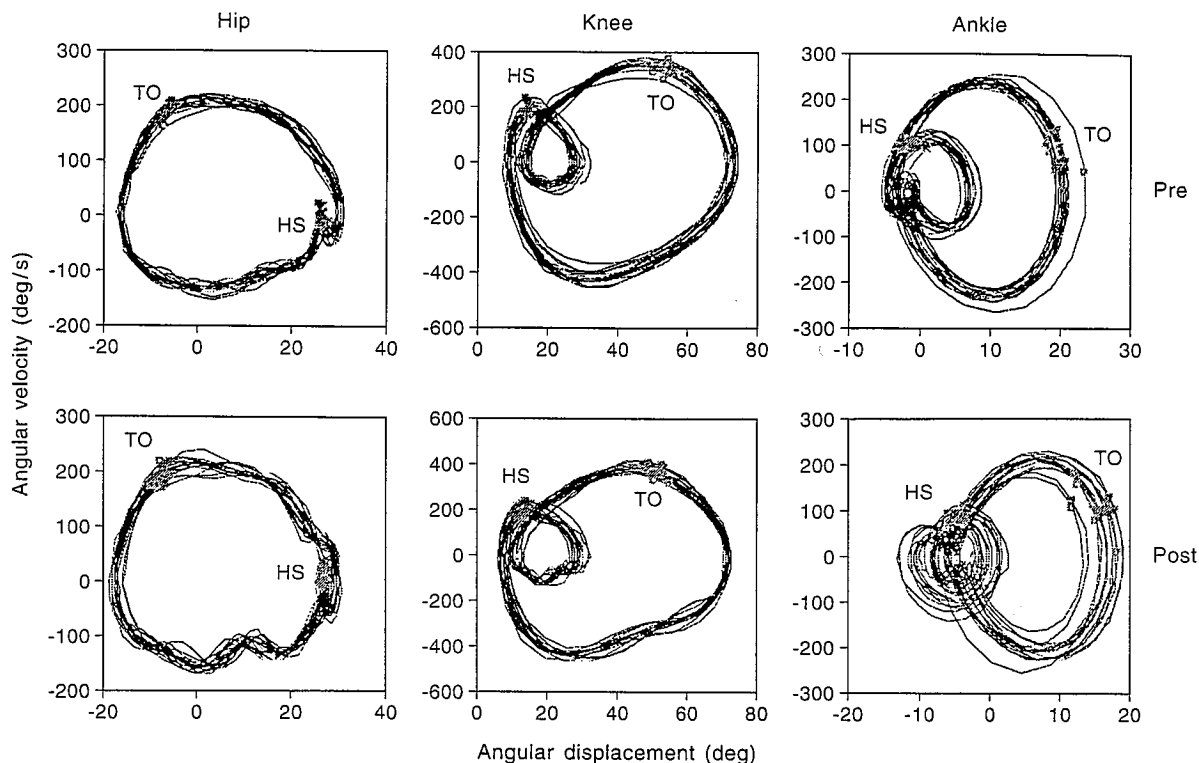 Hip Knee Ankle
300 400 300
TO HS TO
200 200 200
100 HS 100
0 0 0
HS TO Pre
-100 -200 -100
-400 -200
-200 -600 -300
-20 0 20 40 0 20 40 60 80 -10 0 10 20 30
Angular velocity (deg/s)
300 600 300
TO HS TO
200 400 200
HS TO
100 200 100
HS Post
0 0 0
-200 -100
-100 -400 -200
-200 -600 -300
-20 0 20 40 0 20 40 60 80 -20 -10 0 10 20
Angular displacement (deg)